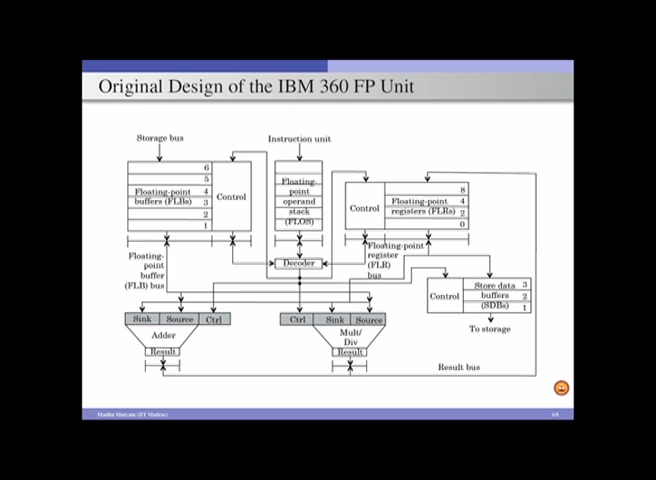 Original Design of the IBM 360 FP Unit
Storage bus
Instruction unit
6
5
Floating-point 4
buffers (FLBs) 3
2
1
Control
Floating-
point
operand
stack
(FLOS)
Control
8
Floating-point 4
registers (FLRs) 2
0
Floating-
point
buffer
(FLB) bus
Decoder
Floating-point
register
(FLR)
bus
Control
Store data 3
buffers 2
(SDBs) 1
To storage
Sink Source Ctrl
Adder
Result
Ctrl Sink Source
Mult/
Div
Result
Result bus
Madhu Mutyam (IIT Madras)
1/8